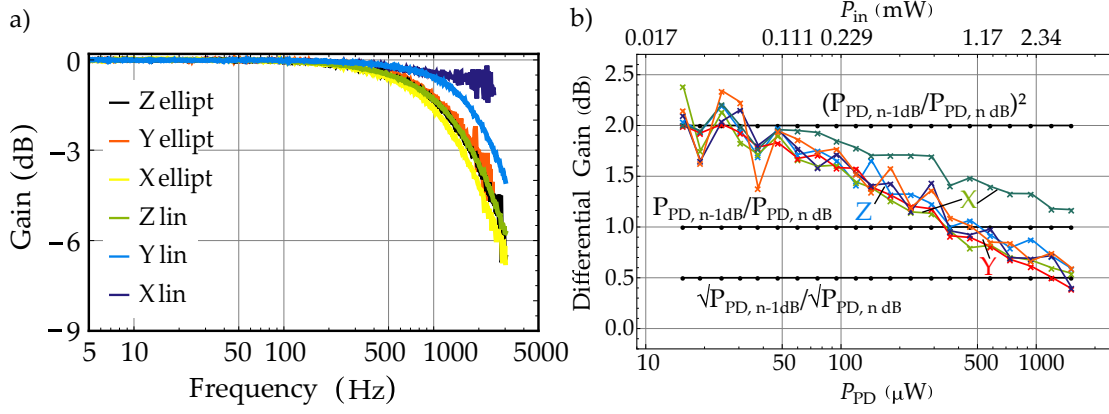 a)
Gain (dB)
0
−3
−6
−9
Z ellipt
Y ellipt
X ellipt
Z lin
Y lin
X lin
5 10 50 100 500 1000 5000
Frequency (Hz)
b)
P_in (mW)
0.017 0.111 0.229 1.17 2.34
Differential Gain (dB)
2.5
2.0
1.5
1.0
0.5
0.0
(P_PD, n-1dB/P_PD, n dB)²
P_PD, n-1dB/P_PD, n dB
Z
X
Y
√P_PD, n-1dB/√P_PD, n dB
10 50 100 500 1000
P_PD (μW)